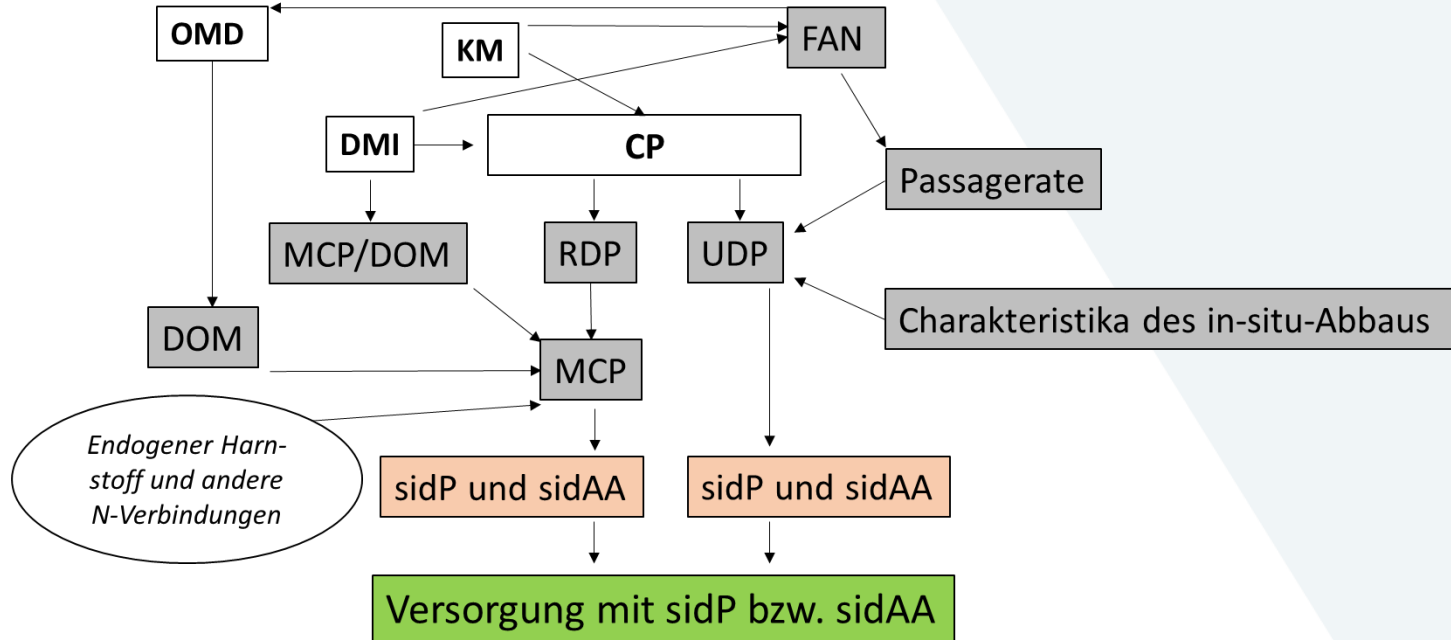 OMD
KM
FAN
DMI
CP
Passagerate
MCP/DOM
RDP
UDP
Charakteristika des in-situ-Abbaus
DOM
MCP
Endogener Harn-
stoff und andere
N-Verbindungen
sidP und sidAA
sidP und sidAA
Versorgung mit sidP bzw. sidAA